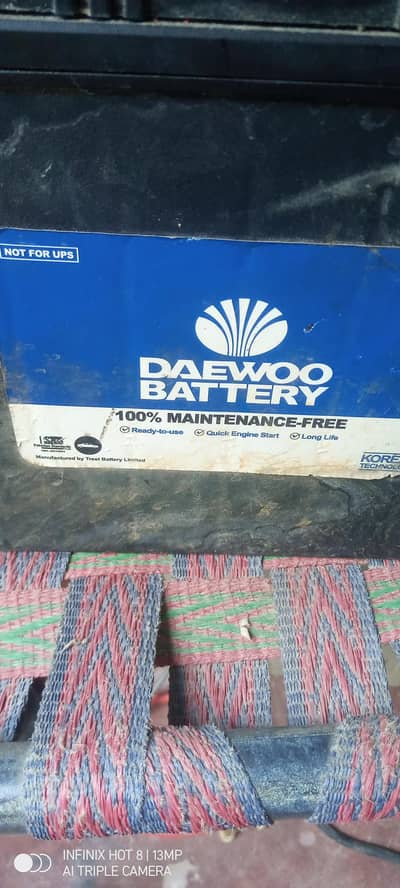 NOT FOR UPS
DAEWOO
BATTERY
100% MAINTENANCE-FREE
Ready-to-use Quick Engine Start Long Life
Manufactured by Treet Battery Limited
KOREA
TECHNOLO
INFINIX HOT 8 | 13MP
AI TRIPLE CAMERA